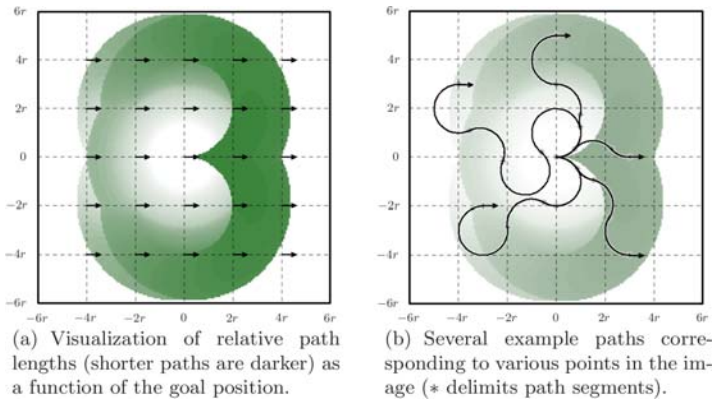 6r
4r
2r
0
−2r
−4r
−6r
−6r −4r −2r 0 2r 4r 6r
(a) Visualization of relative path
lengths (shorter paths are darker) as
a function of the goal position.
6r
4r
2r
0
−2r
−4r
−6r
−6r −4r −2r 0 2r 4r 6r
(b) Several example paths corre-
sponding to various points in the im-
age (* delimits path segments).